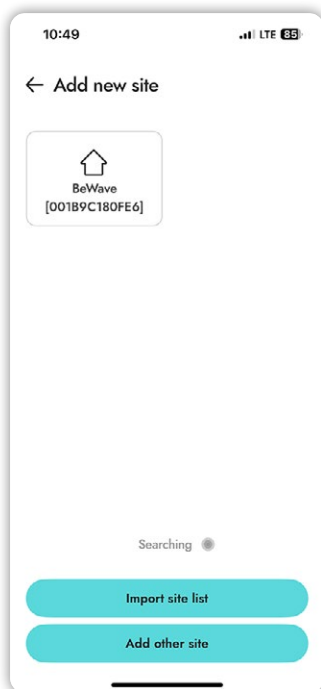 10:49 LTE 85
Add new site
BeWave
[001B9C180FE6]
Searching
Import site list
Add other site